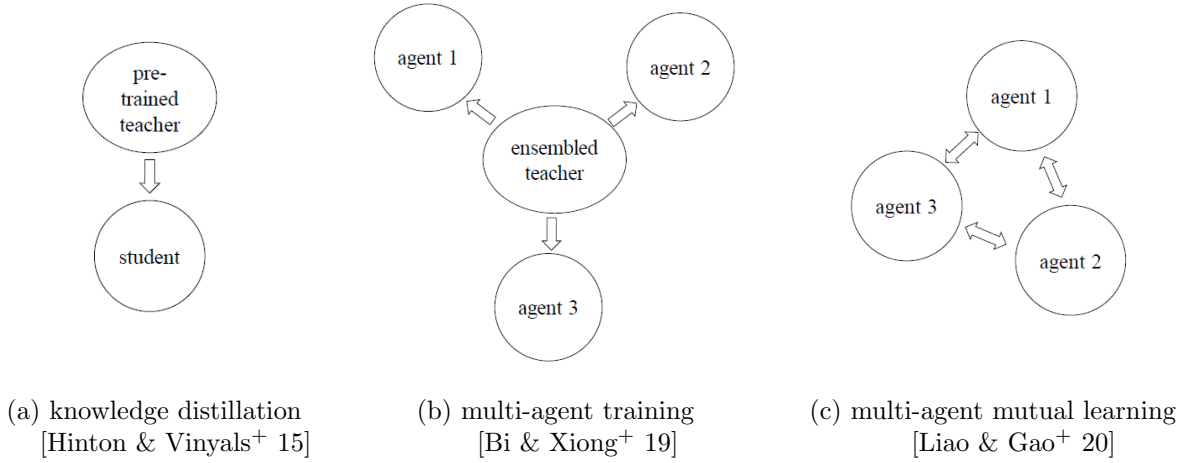 pre-
trained
teacher
student
(a) knowledge distillation
[Hinton & Vinyals+ 15]
agent 1
agent 2
ensembled
teacher
agent 3
(b) multi-agent training
[Bi & Xiong+ 19]
agent 1
agent 3
agent 2
(c) multi-agent mutual learning
[Liao & Gao+ 20]